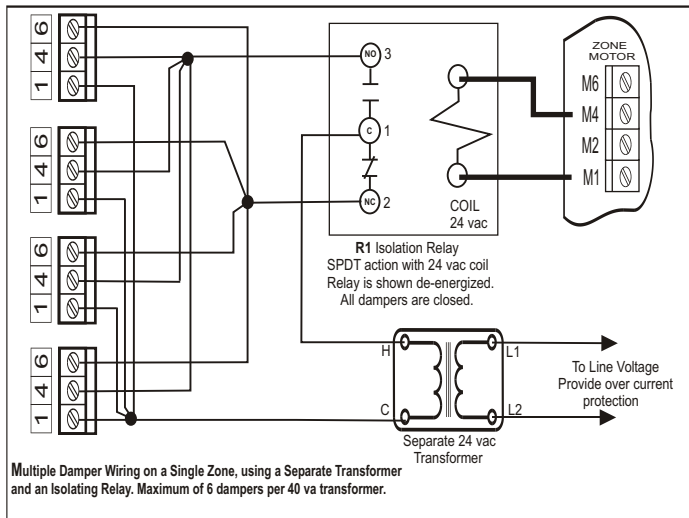 6
4
1
6
4
1
6
4
1
6
4
1
NO 3
C 1
NC 2
COIL
24 vac
ZONE
MOTOR
M6
M4
M2
M1
R1 Isolation Relay
SPDT action with 24 vac coil
Relay is shown de-energized.
All dampers are closed.
H
L1
C
L2
To Line Voltage
Provide over current
protection
Separate 24 vac
Transformer
Multiple Damper Wiring on a Single Zone, using a Separate Transformer
and an Isolating Relay. Maximum of 6 dampers per 40 va transformer.